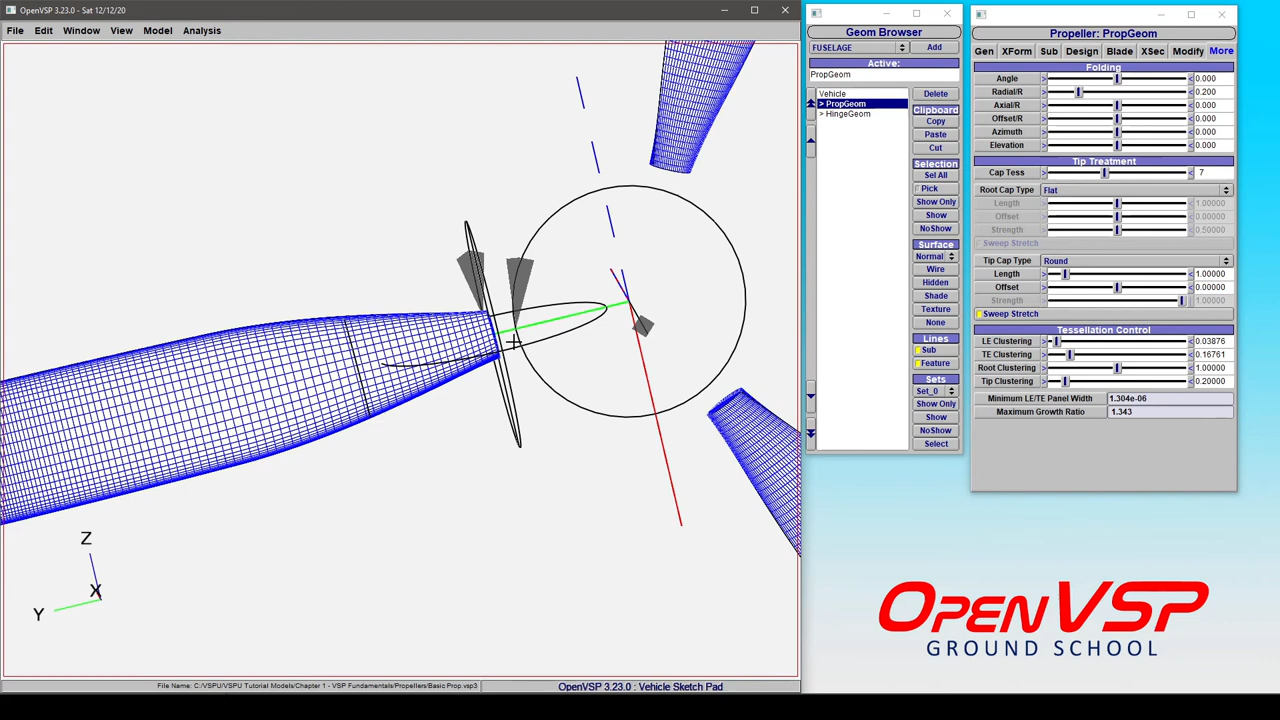 OpenVSP 3.23.0 - Sat 12/12/20
File Edit Window View Model Analysis
Z
X
Y
File Name: C:/VSPU/VSPU Tutorial Models/Chapter 1 - VSP Fundamentals/Propellers/Basic Prop.vsp3
OpenVSP 3.23.0 : Vehicle Sketch Pad
Geom Browser
FUSELAGE Add
Active:
PropGeom
Vehicle
> PropGeom
> HingeGeom
Delete
Clipboard
Copy
Paste
Cut
Selection
Sel All
Pick
Show Only
Show
NoShow
Surface
Normal
Wire
Hidden
Shade
Texture
None
Lines
Sub
Feature
Sets
Set_0
Show Only
Show
NoShow
Select
Propeller: PropGeom
Gen XForm Sub Design Blade XSec Modify More
Folding
Angle > < 0.000
Radial/R > < 0.200
Axial/R > < 0.000
Offset/R > < 0.000
Azimuth > < 0.000
Elevation > < 0.000
Tip Treatment
Cap Tess > < 7
Root Cap Type Flat
Length > < 1.00000
Offset > < 0.00000
Strength > < 0.50000
Sweep Stretch
Tip Cap Type Round
Length > < 1.00000
Offset > < 0.00000
Strength > < 1.00000
Sweep Stretch
Tessellation Control
LE Clustering > < 0.03876
TE Clustering > < 0.16761
Root Clustering > < 1.00000
Tip Clustering > < 0.20000
Minimum LE/TE Panel Width 1.304e-06
Maximum Growth Ratio 1.343
OPENVSP
GROUND SCHOOL